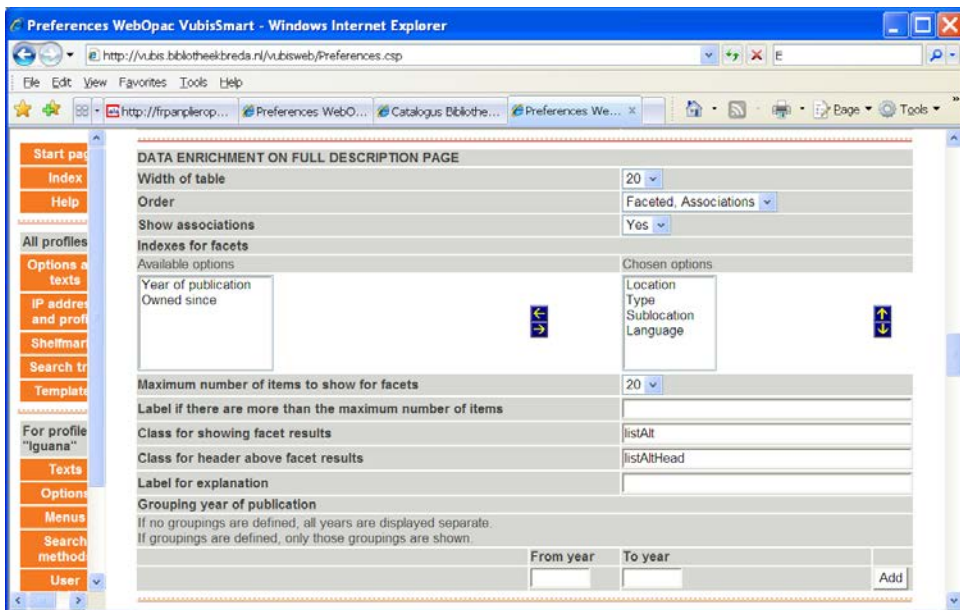 Preferences WebOpac VubisSmart - Windows Internet Explorer
http://vubis.bibliotheekbreda.nl/vubisweb/Preferences.csp
E
File Edit View Favorites Tools Help
http://frpanplierop... Preferences WebO... Catalogus Bibliothe... Preferences We... Page Tools
Start pag
Index
Help
All profiles
Options a
texts
IP addres
and profi
Shelfmar
Search tr
Template
For profile
"Iguana"
Texts
Options
Menus
Search
method
User
DATA ENRICHMENT ON FULL DESCRIPTION PAGE
Width of table 20
Order Faceted, Associations
Show associations Yes
Indexes for facets
Available options Chosen options
Year of publication Location
Owned since Type
Sublocation
Language
Maximum number of items to show for facets 20
Label if there are more than the maximum number of items
Class for showing facet results listAlt
Class for header above facet results listAltHead
Label for explanation
Grouping year of publication
If no groupings are defined, all years are displayed separate.
If groupings are defined, only those groupings are shown.
From year To year
Add